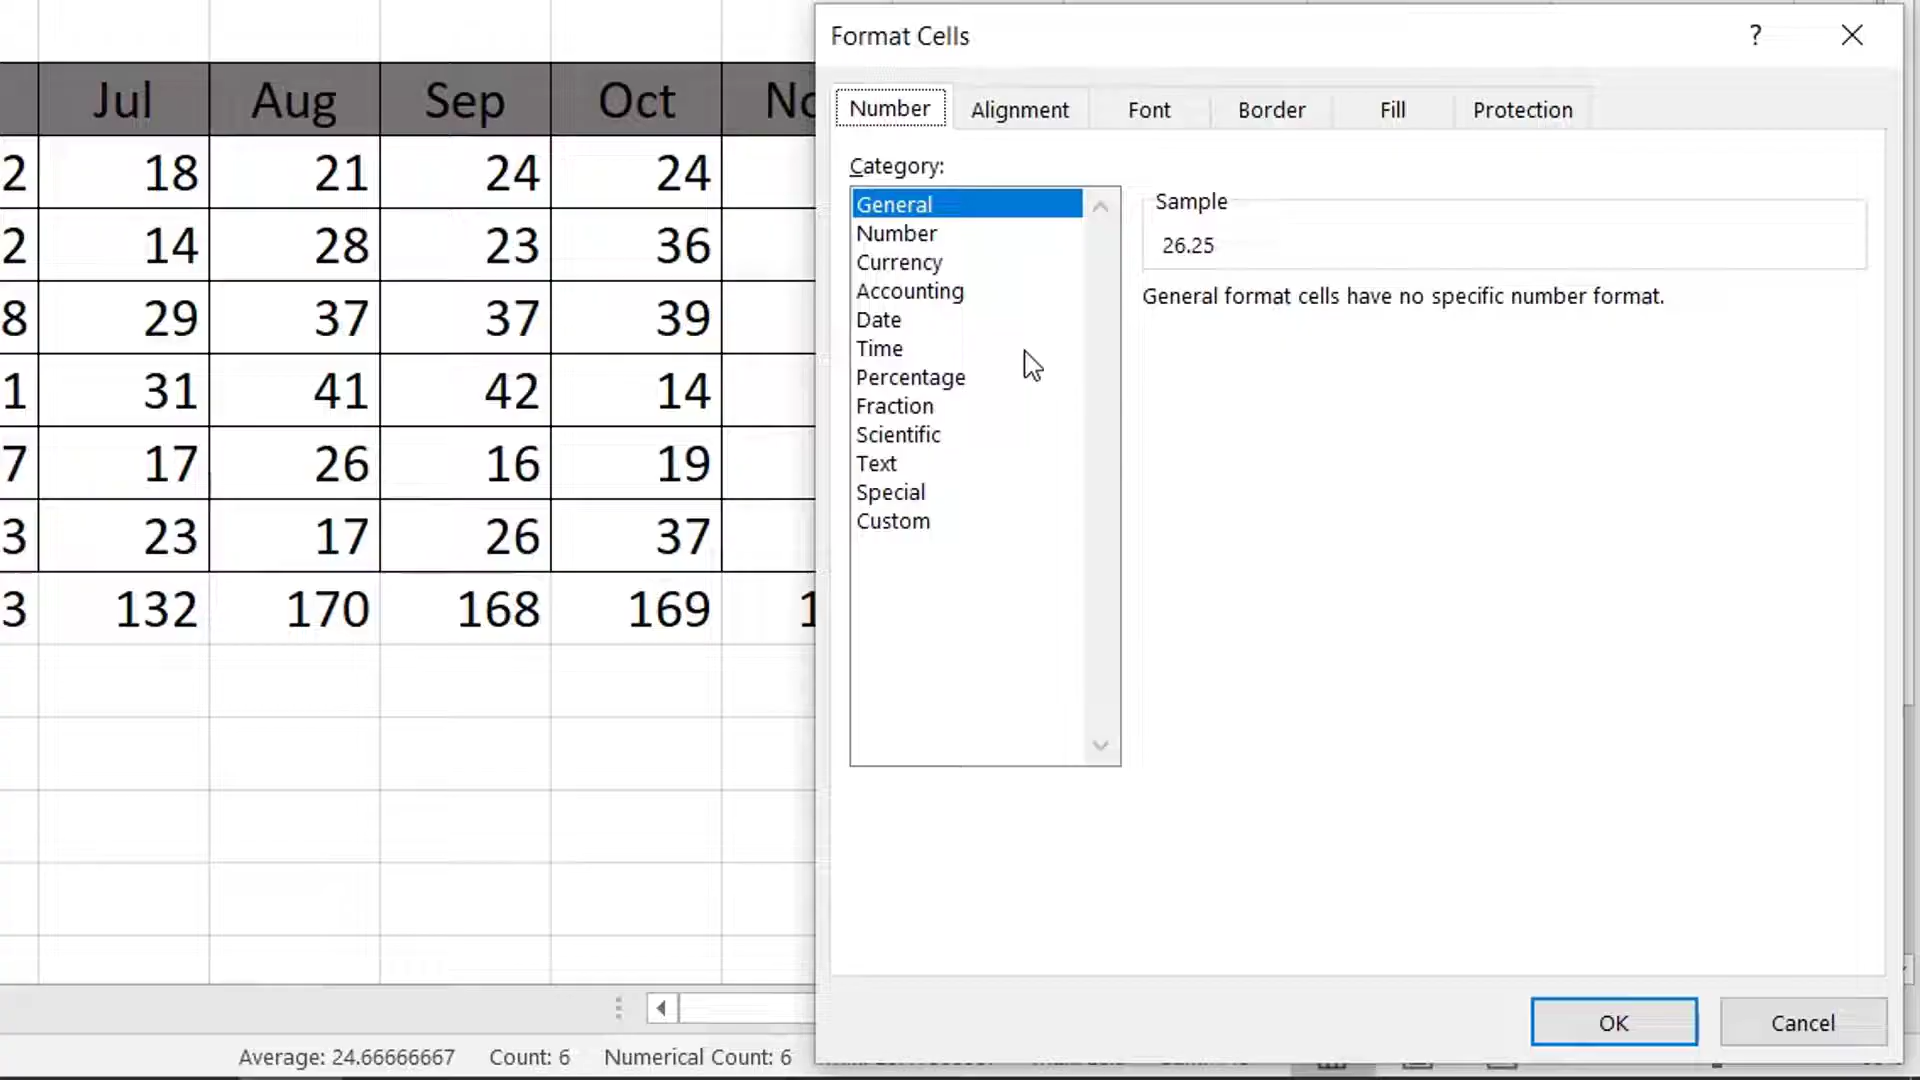 Format Cells ?
Jul Aug Sep Oct
Number Alignment Font Border Fill Protection
Category:
General
Number
Currency
Accounting
Date
Time
Percentage
Fraction
Scientific
Text
Special
Custom
Sample
26.25
General format cells have no specific number format.
2 18 21 24 24
2 14 28 23 36
8 29 37 37 39
1 31 41 42 14
7 17 26 16 19
3 23 17 26 37
3 132 170 168 169 1
OK Cancel
Average: 24.66666667 Count: 6 Numerical Count: 6